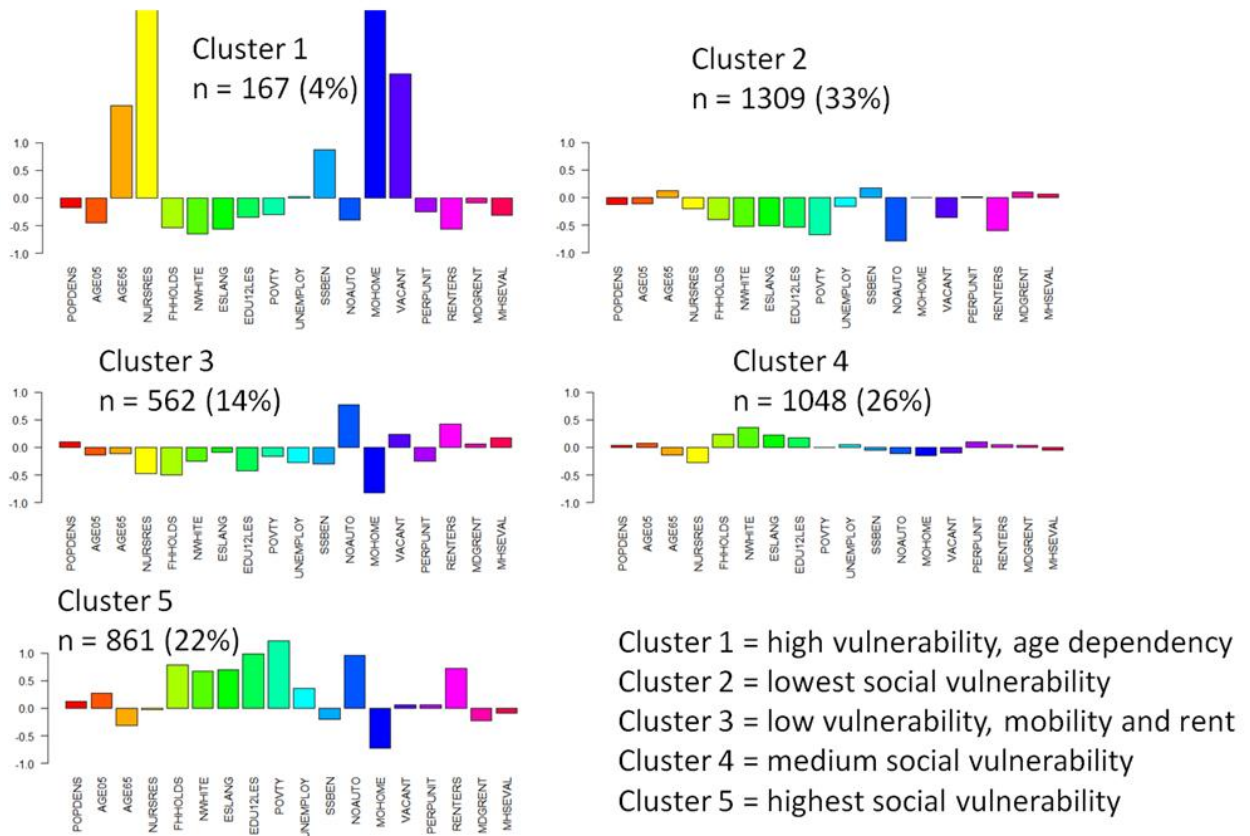 Cluster 1
n = 167 (4%)
1.0
0.5
0.0
-0.5
-1.0
POPDENS
AGE05
AGE65
NURSRES
FHHOLDS
NWHITE
ESLANG
EDU12LES
POVTY
UNEMPLOY
SSBEN
NOAUTO
MOHOME
VACANT
PERPUNIT
RENTERS
MDGRENT
MHSEVAL
Cluster 2
n = 1309 (33%)
1.0
0.5
0.0
-0.5
-1.0
POPDENS
AGE05
AGE65
NURSRES
FHHOLDS
NWHITE
ESLANG
EDU12LES
POVTY
UNEMPLOY
SSBEN
NOAUTO
MOHOME
VACANT
PERPUNIT
RENTERS
MDGRENT
MHSEVAL
Cluster 3
n = 562 (14%)
1.0
0.5
0.0
-0.5
-1.0
POPDENS
AGE05
AGE65
NURSRES
FHHOLDS
NWHITE
ESLANG
EDU12LES
POVTY
UNEMPLOY
SSBEN
NOAUTO
MOHOME
VACANT
PERPUNIT
RENTERS
MDGRENT
MHSEVAL
Cluster 4
n = 1048 (26%)
1.0
0.5
0.0
-0.5
-1.0
POPDENS
AGE05
AGE65
NURSRES
FHHOLDS
NWHITE
ESLANG
EDU12LES
POVTY
UNEMPLOY
SSBEN
NOAUTO
MOHOME
VACANT
PERPUNIT
RENTERS
MDGRENT
MHSEVAL
Cluster 5
n = 861 (22%)
1.0
0.5
0.0
-0.5
-1.0
POPDENS
AGE05
AGE65
NURSRES
FHHOLDS
NWHITE
ESLANG
EDU12LES
POVTY
UNEMPLOY
SSBEN
NOAUTO
MOHOME
VACANT
PERPUNIT
RENTERS
MDGRENT
MHSEVAL
Cluster 1 = high vulnerability, age dependency
Cluster 2 = lowest social vulnerability
Cluster 3 = low vulnerability, mobility and rent
Cluster 4 = medium social vulnerability
Cluster 5 = highest social vulnerability